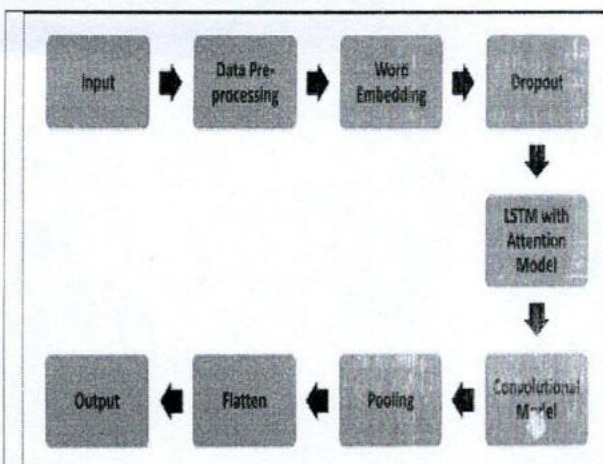 Input
Data Pre-
processing
Word
Embedding
Dropout
LSTM with
Attention
Model
Convolutional
Model
Pooling
Flatten
Output